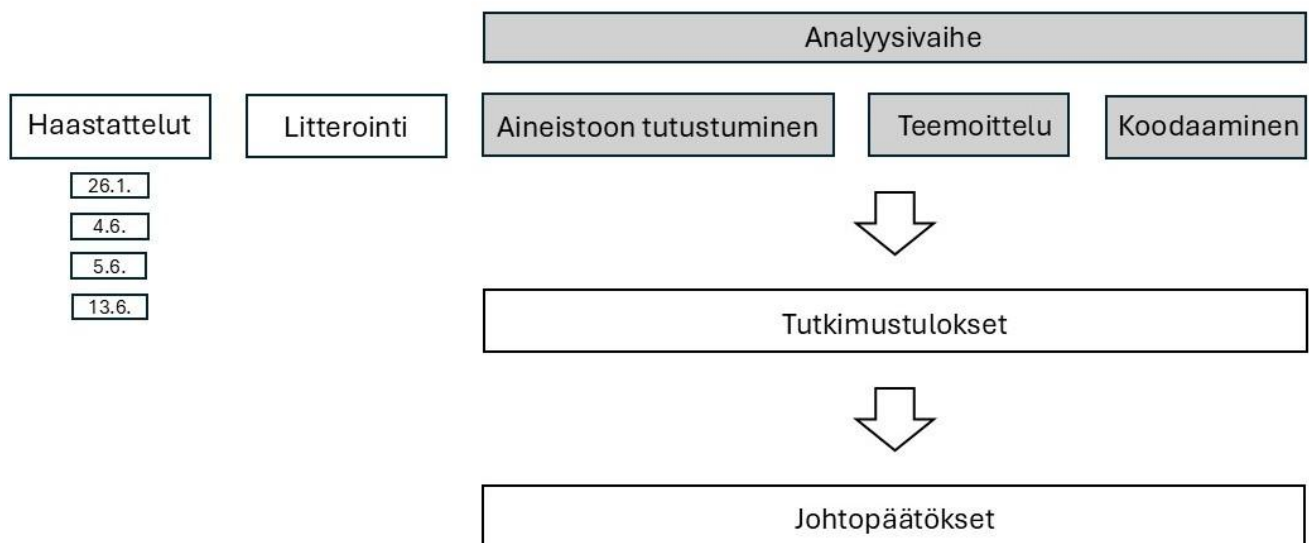 Analyysivaihe
Haastattelut
Litterointi
Aineistoon tutustuminen
Teemoittelu
Koodaaminen
26.1.
4.6.
5.6.
13.6.
Tutkimustulokset
Johtopäätökset